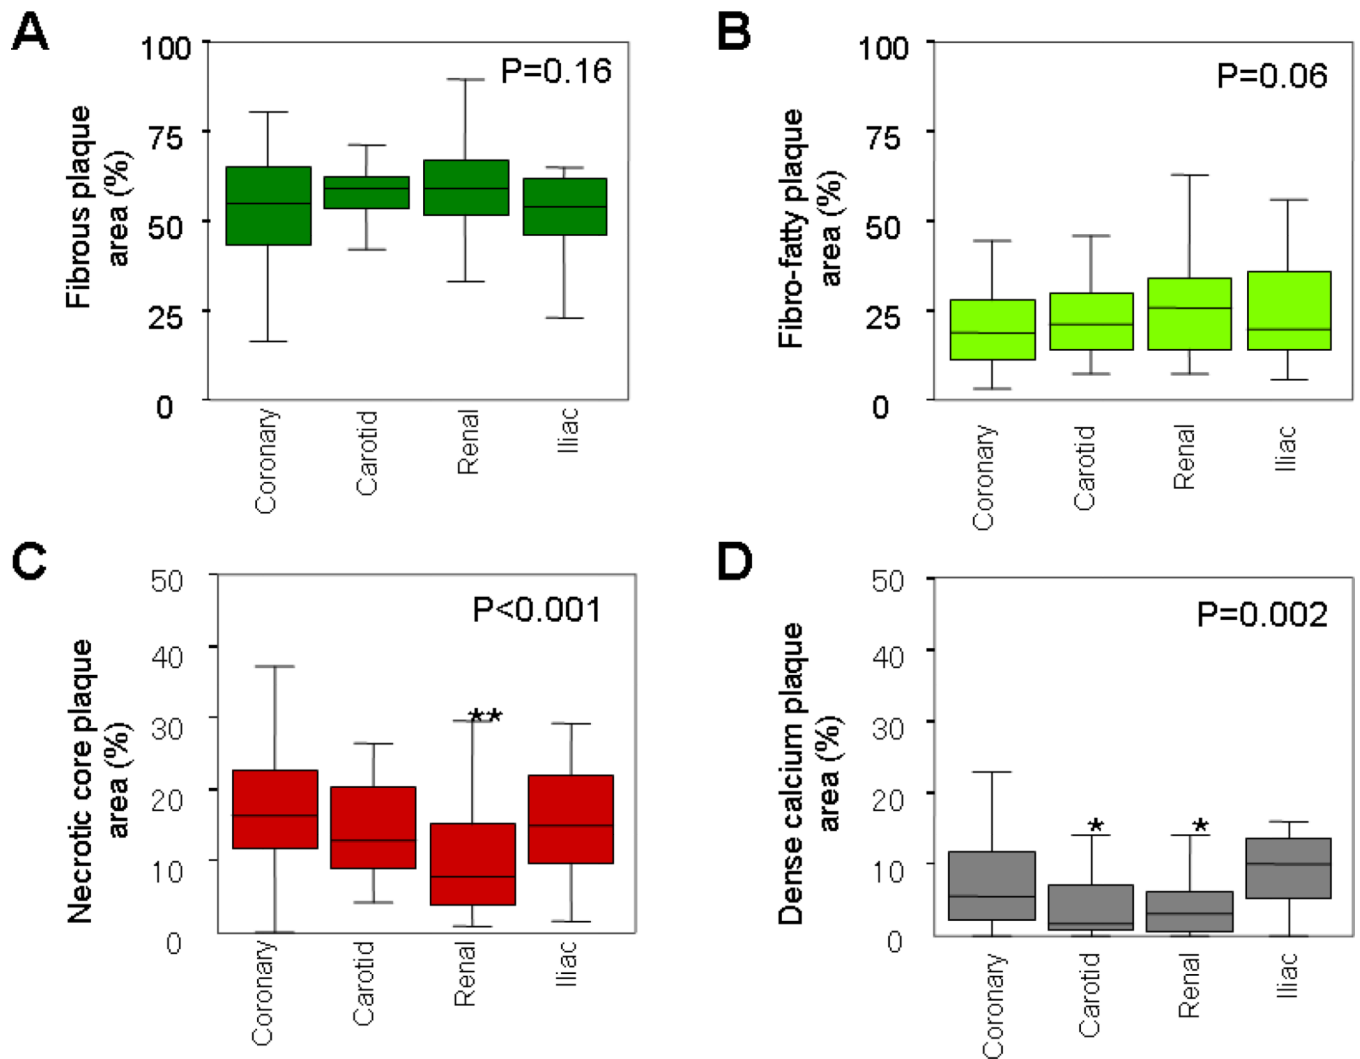 A
Fibrous plaque
area (%)
100
75
50
25
0
P=0.16
Coronary
Carotid
Renal
Iliac
B
Fibro-fatty plaque
area (%)
100
75
50
25
0
P=0.06
Coronary
Carotid
Renal
Iliac
C
Necrotic core plaque
area (%)
50
40
30
20
10
0
P<0.001
**
Coronary
Carotid
Renal
Iliac
D
Dense calcium plaque
area (%)
50
40
30
20
10
0
P=0.002
*
*
Coronary
Carotid
Renal
Iliac